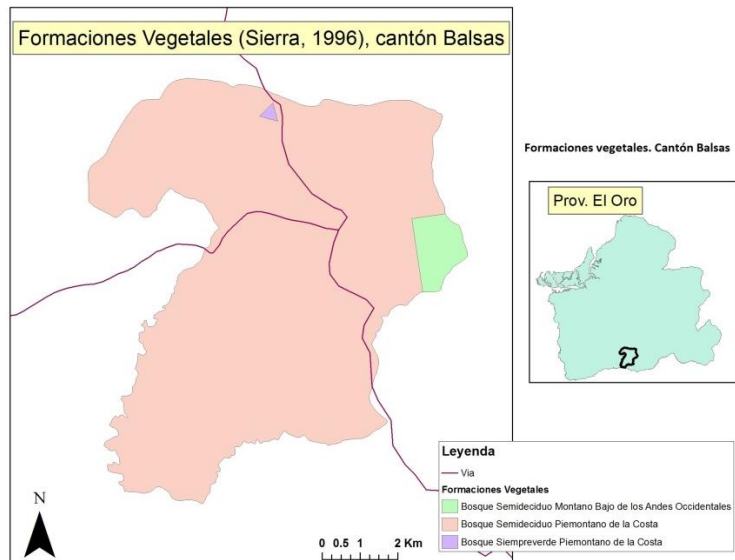 Formaciones Vegetales (Sierra, 1996), cantón Balsas
Formaciones vegetales. Cantón Balsas
Prov. El Oro
Leyenda
Via
Formaciones Vegetales
Bosque Semideciduo Montano Bajo de los Andes Occidentales
Bosque Semideciduo Piemontano de la Costa
Bosque Siempreverde Piemontano de la Costa
N
0 0.5 1 2 Km